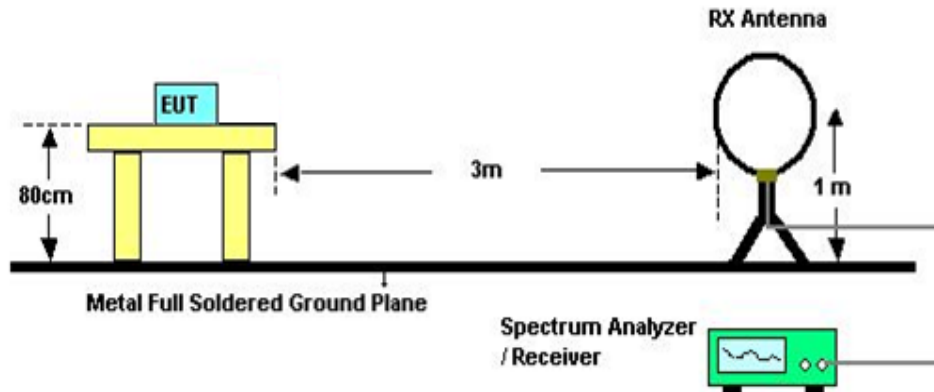 RX Antenna
EUT
80cm
3m
1 m
Metal Full Soldered Ground Plane
Spectrum Analyzer
/ Receiver